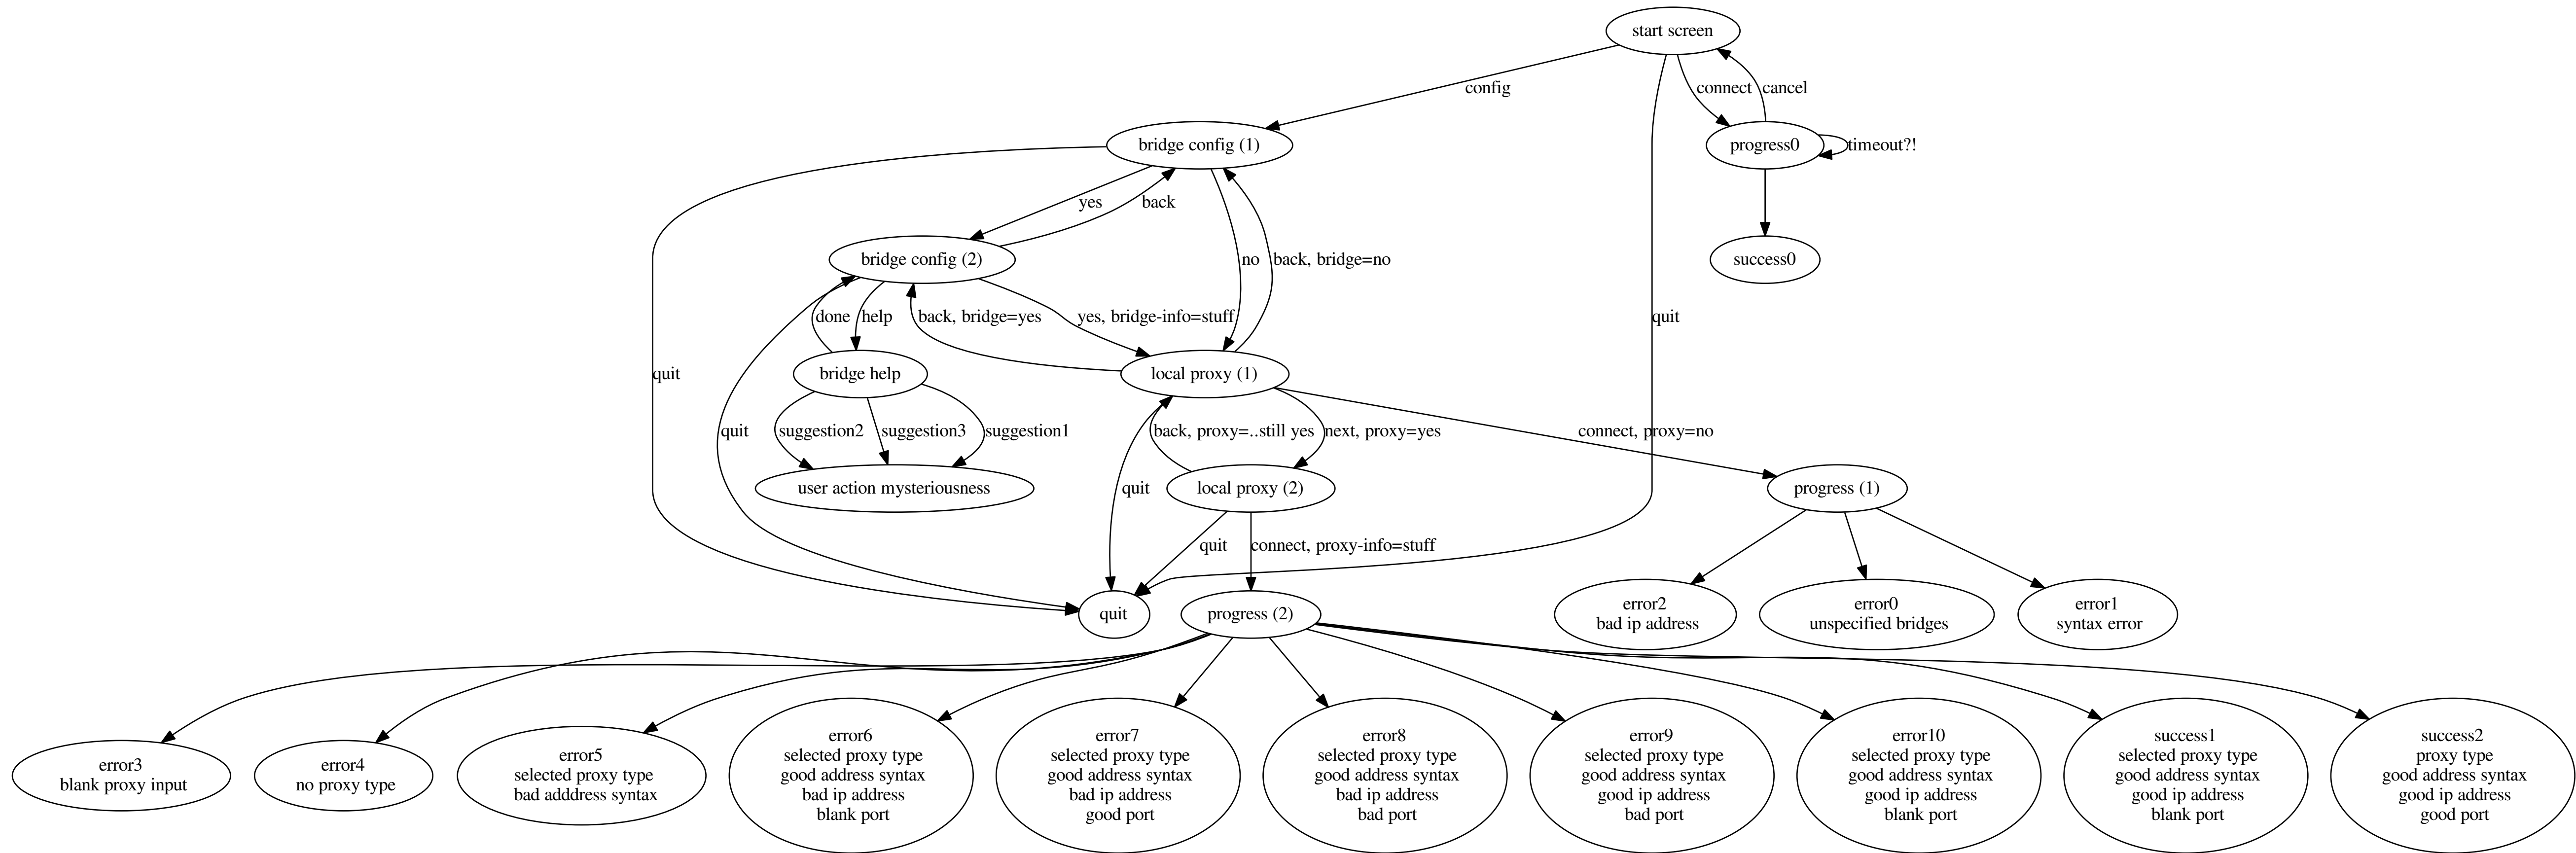 start screen
config
connect
cancel
bridge config (1)
progress0
timeout?!
yes
back
bridge config (2)
no
back, bridge=no
success0
done
help
back, bridge=yes
yes, bridge-info=stuff
quit
quit
bridge help
local proxy (1)
quit
suggestion2
suggestion3
suggestion1
back, proxy=..still yes
next, proxy=yes
connect, proxy=no
user action mysteriousness
quit
local proxy (2)
progress (1)
quit
connect, proxy-info=stuff
quit
progress (2)
error2
bad ip address
error0
unspecified bridges
error1
syntax error
error3
blank proxy input
error4
no proxy type
error5
selected proxy type
bad adddress syntax
error6
selected proxy type
good address syntax
bad ip address
blank port
error7
selected proxy type
good address syntax
bad ip address
good port
error8
selected proxy type
good address syntax
bad ip address
bad port
error9
selected proxy type
good address syntax
good ip address
bad port
error10
selected proxy type
good address syntax
good ip address
blank port
success1
selected proxy type
good address syntax
good ip address
blank port
success2
proxy type
good address syntax
good ip address
good port